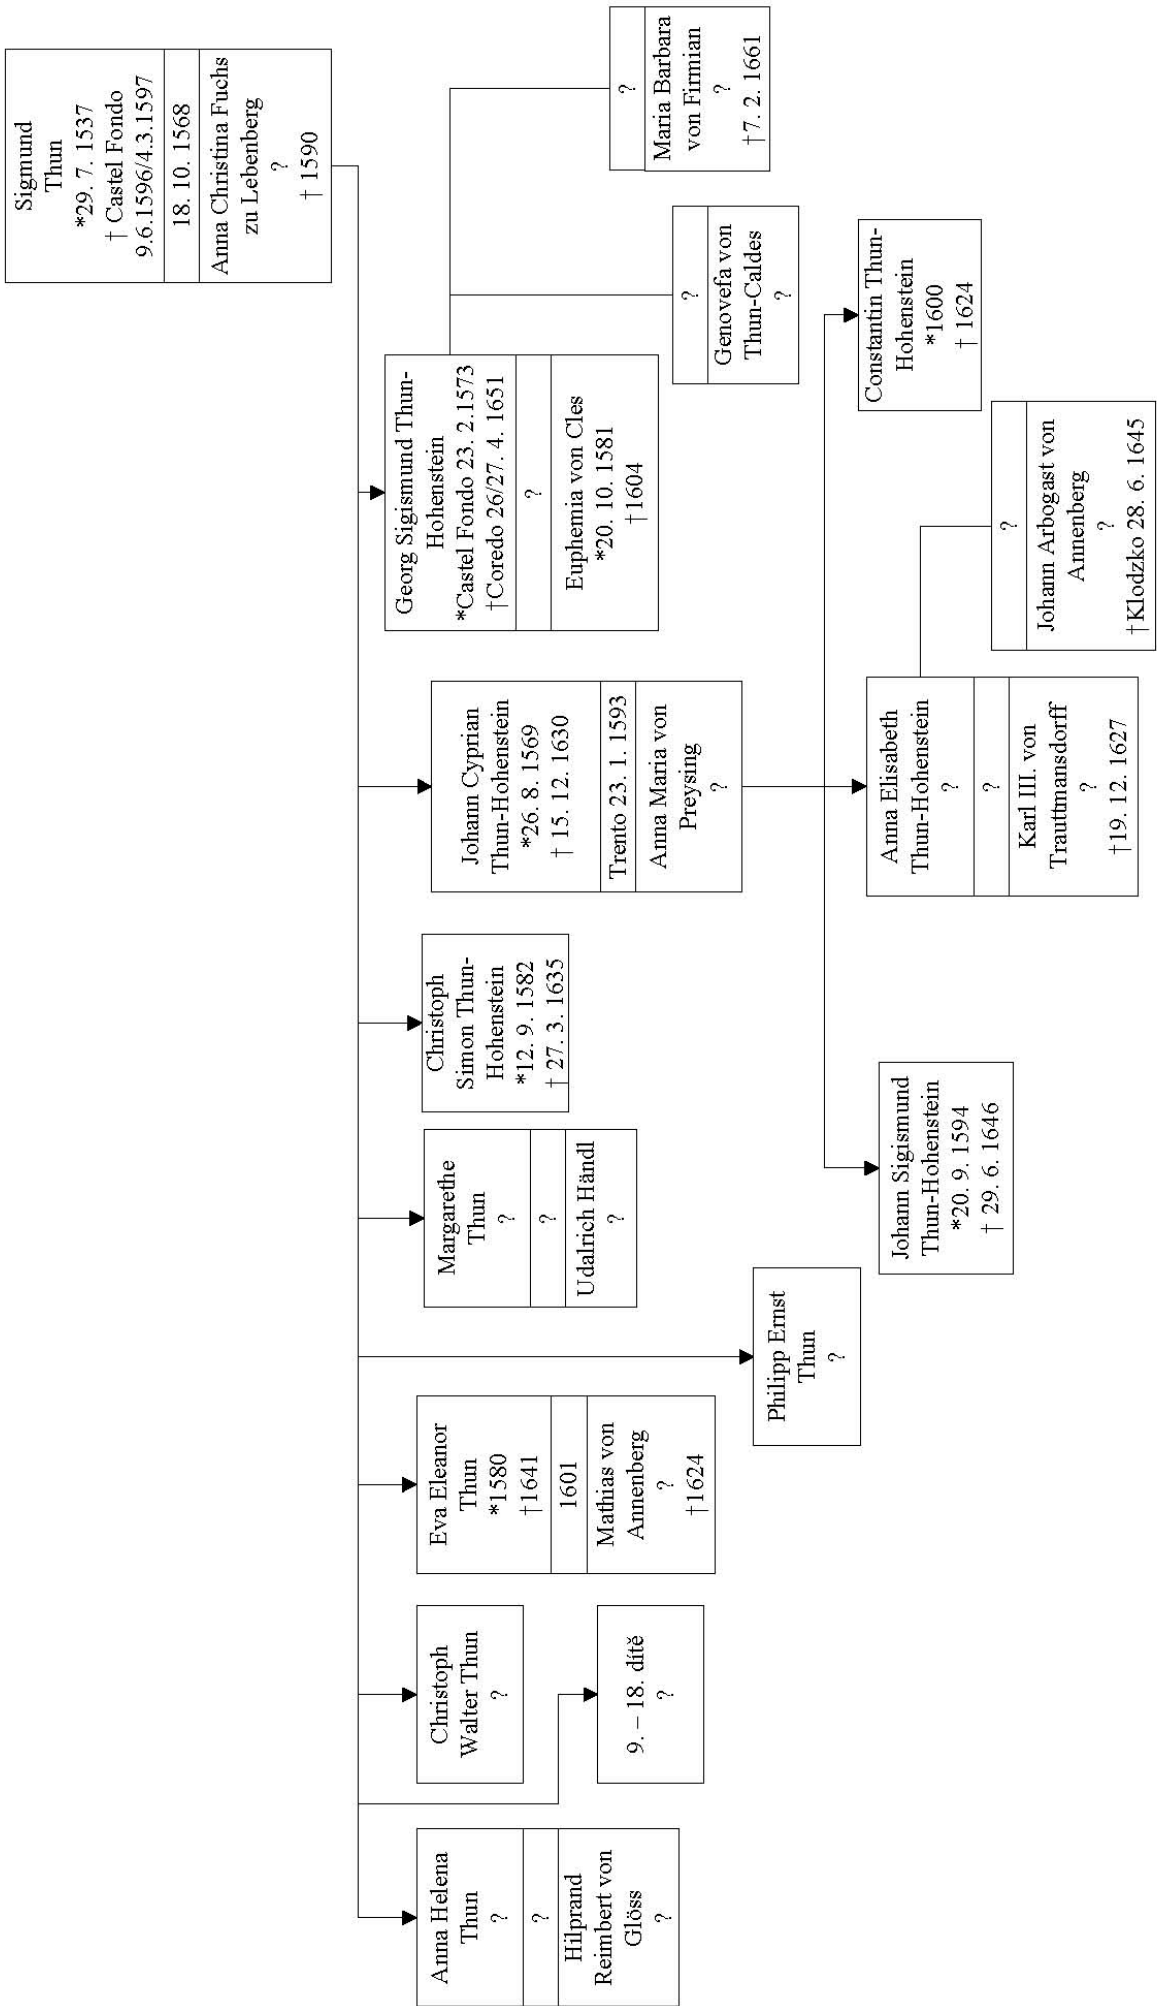 Sigmund
Thun
*29. 7. 1537
† Castel Fondo
9.6.1596/4.3.1597
18. 10. 1568
Anna Christina Fuchs
zu Lebenberg
?
† 1590
Anna Helena
Thun
?
?
Hilprand
Reimbert von
Glöss
?
Christoph
Walter Thun
?
9. – 18. dítě
?
Eva Eleanor
Thun
*1580
†1641
1601
Mathias von
Annenberg
?
†1624
Philipp Ernst
Thun
?
Margarethe
Thun
?
?
Udalrich Händl
?
Christoph
Simon Thun-
Hohenstein
*12. 9. 1582
† 27. 3. 1635
Johann Cyprian
Thun-Hohenstein
*26. 8. 1569
† 15. 12. 1630
Trento 23. 1. 1593
Anna Maria von
Preysing
?
Georg Sigismund Thun-
Hohenstein
*Castel Fondo 23. 2.1573
†Coredo 26/27. 4. 1651
?
Euphemia von Cles
*20. 10. 1581
†1604
?
Genovefa von
Thun-Caldes
?
?
Maria Barbara
von Firmian
?
†7. 2. 1661
Johann Sigismund
Thun-Hohenstein
*20. 9. 1594
† 29. 6. 1646
Anna Elisabeth
Thun-Hohenstein
?
?
Karl III. von
Trauttmansdorff
?
†19. 12. 1627
?
Johann Arbogast von
Annenberg
?
†Klodzko 28. 6. 1645
Constantin Thun-
Hohenstein
*1600
† 1624